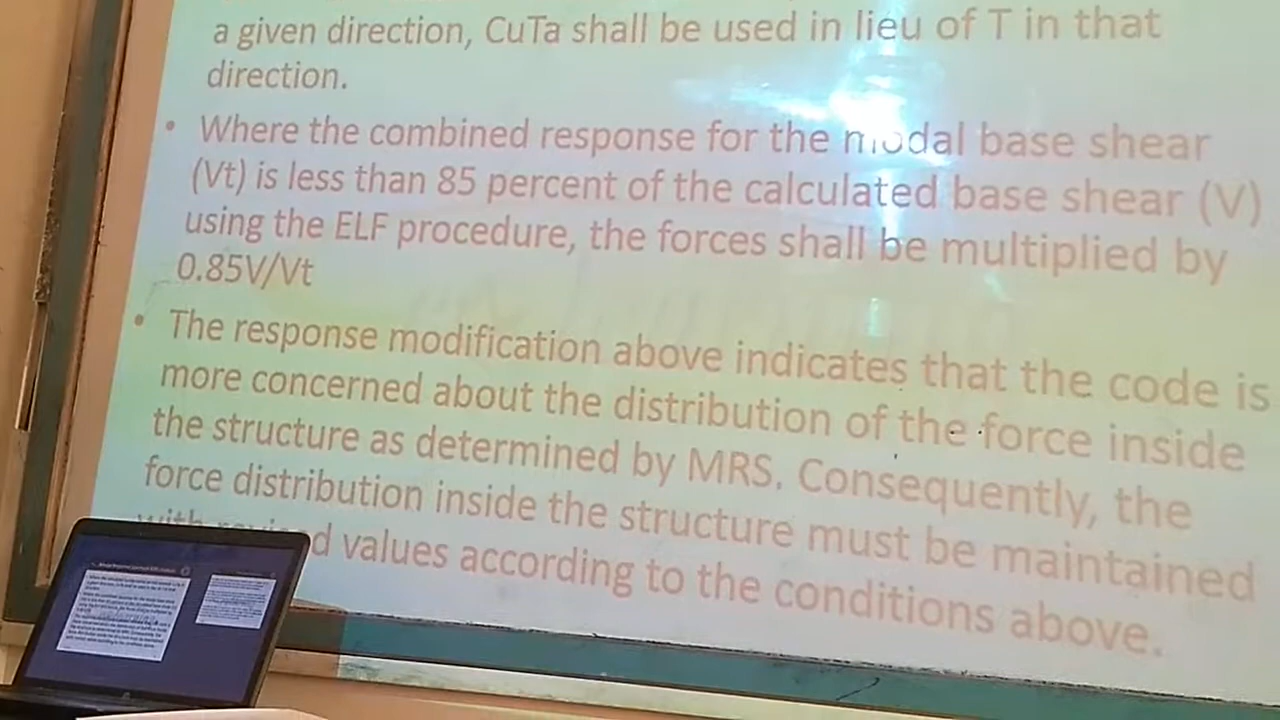 a given direction, CuTa shall be used in lieu of T in that
direction.
• Where the combined response for the modal base shear
(Vt) is less than 85 percent of the calculated base shear (V)
using the ELF procedure, the forces shall be multiplied by
0.85V/Vt
• The response modification above indicates that the code is
more concerned about the distribution of the force inside
the structure as determined by MRS. Consequently, the
force distribution inside the structure must be maintained
with values according to the conditions above.